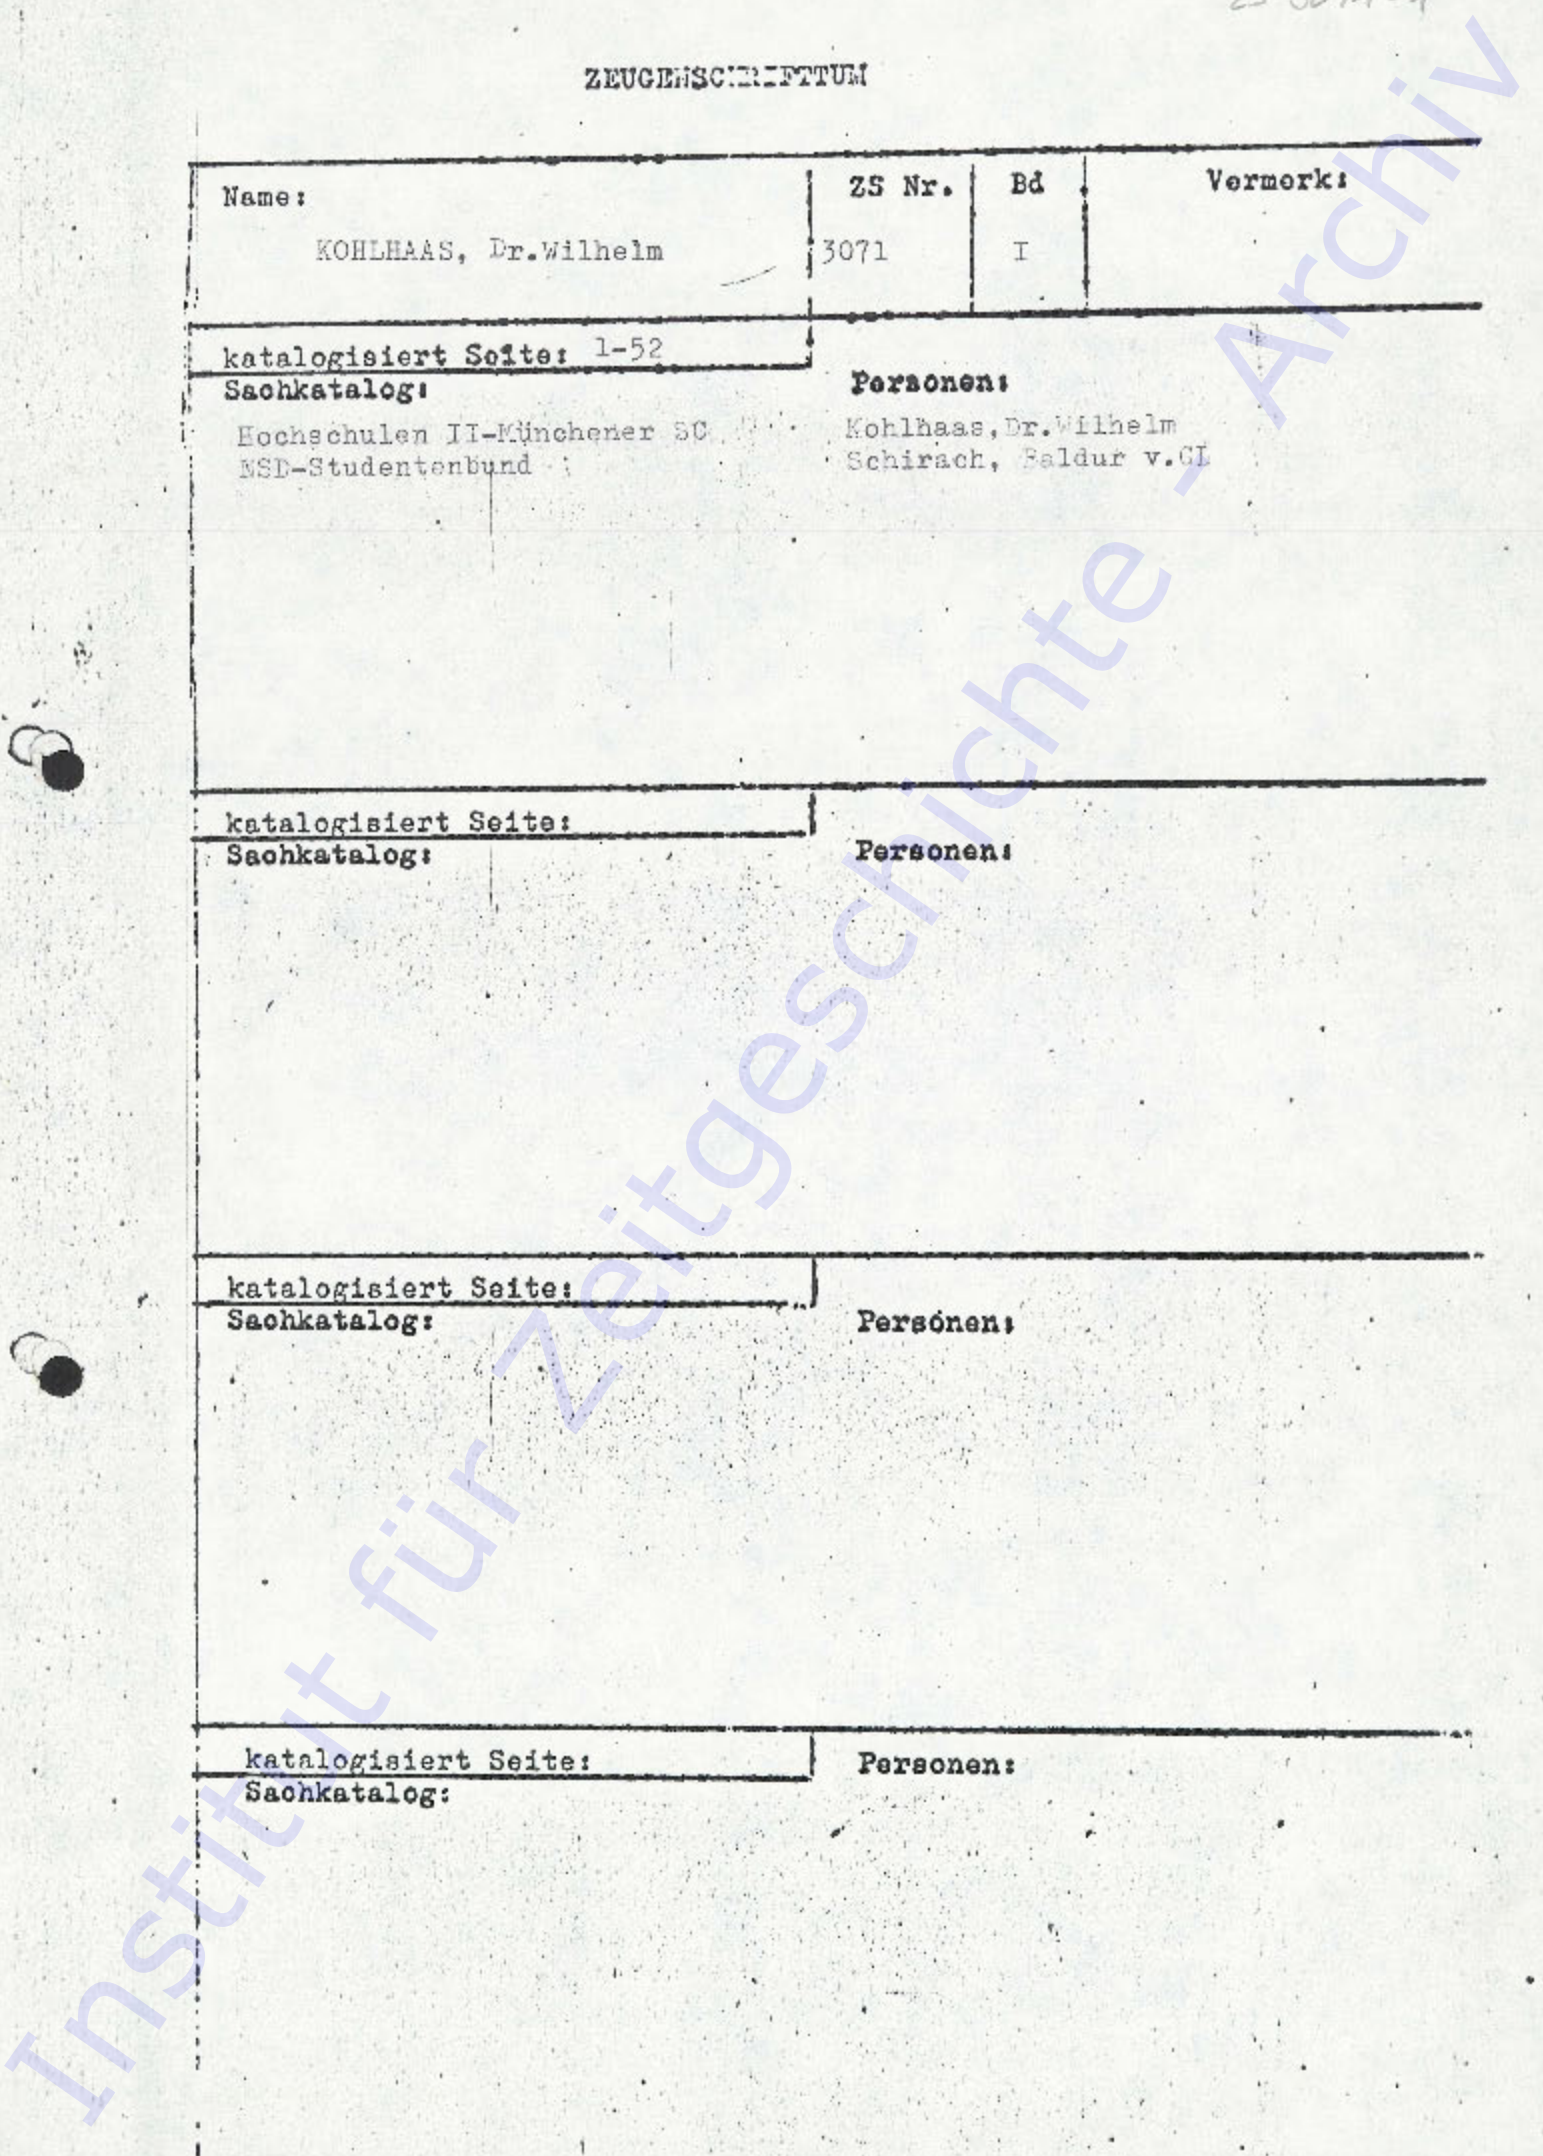 ZEUGENSCHRIFTTUM
Name: ZS Nr. Bd Vermerk:
KOHLHAAS, Dr.Wilhelm 3071 I
katalogisiert Seite: 1-52
Sachkatalog: Personen:
Hochschulen II-Münchener SC Kohlhaas,Dr.Wilhelm
NSD-Studentenbund Schirach, Baldur v.CL
katalogisiert Seite:
Sachkatalog: Personen:
katalogisiert Seite:
Sachkatalog: Personen:
katalogisiert Seite: Personen:
Sachkatalog:
Institut für Zeitgeschichte - Archiv